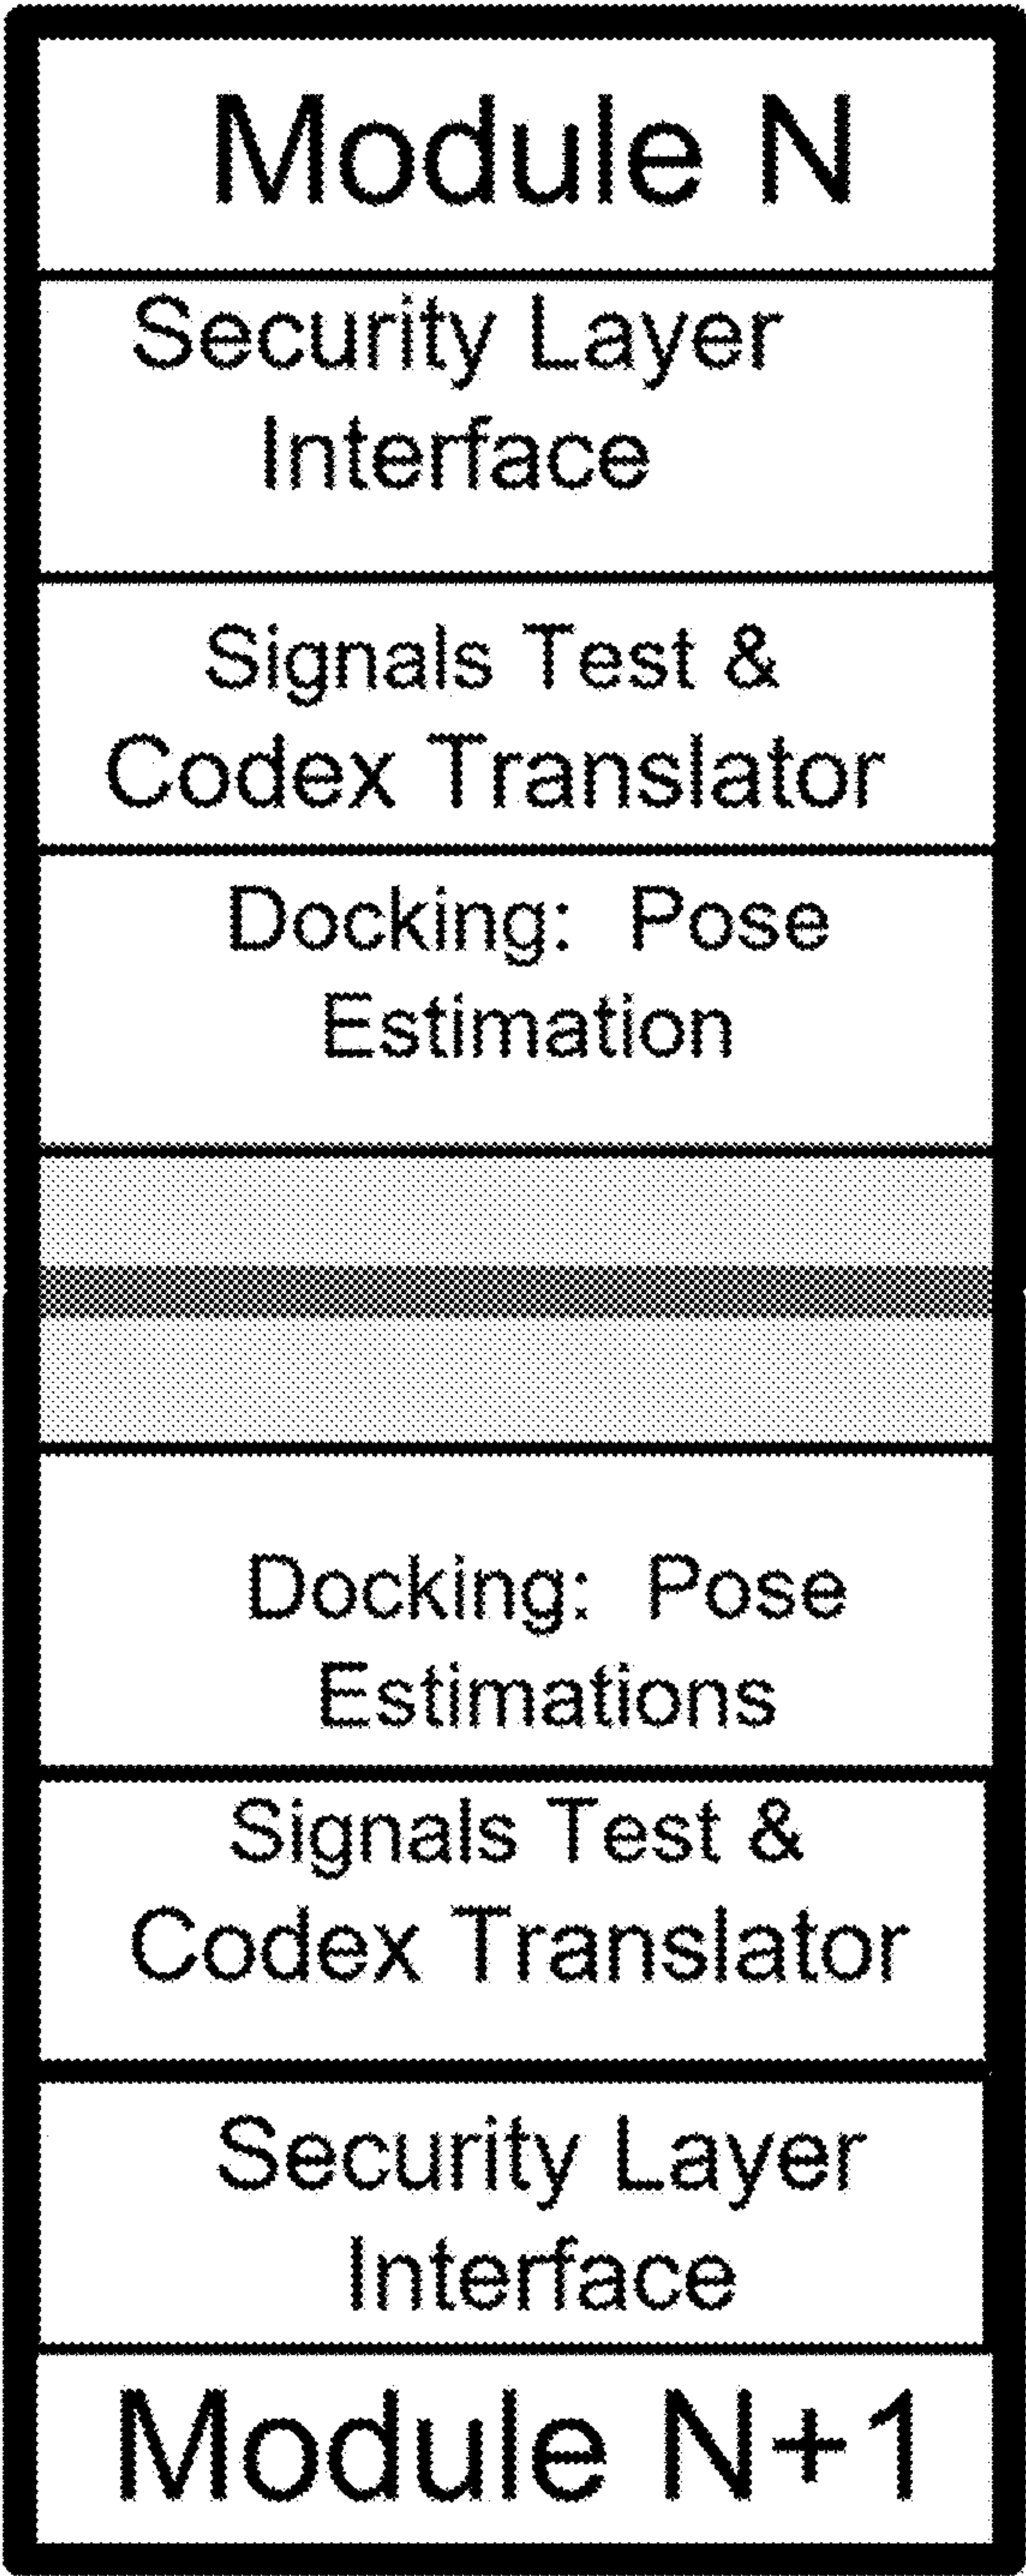 Module N
Security Layer
Interface
Signals Test &
Codex Translator
Docking: Pose
Estimation
Docking: Pose
Estimations
Signals Test &
Codex Translator
Security Layer
Interface
Module N+1